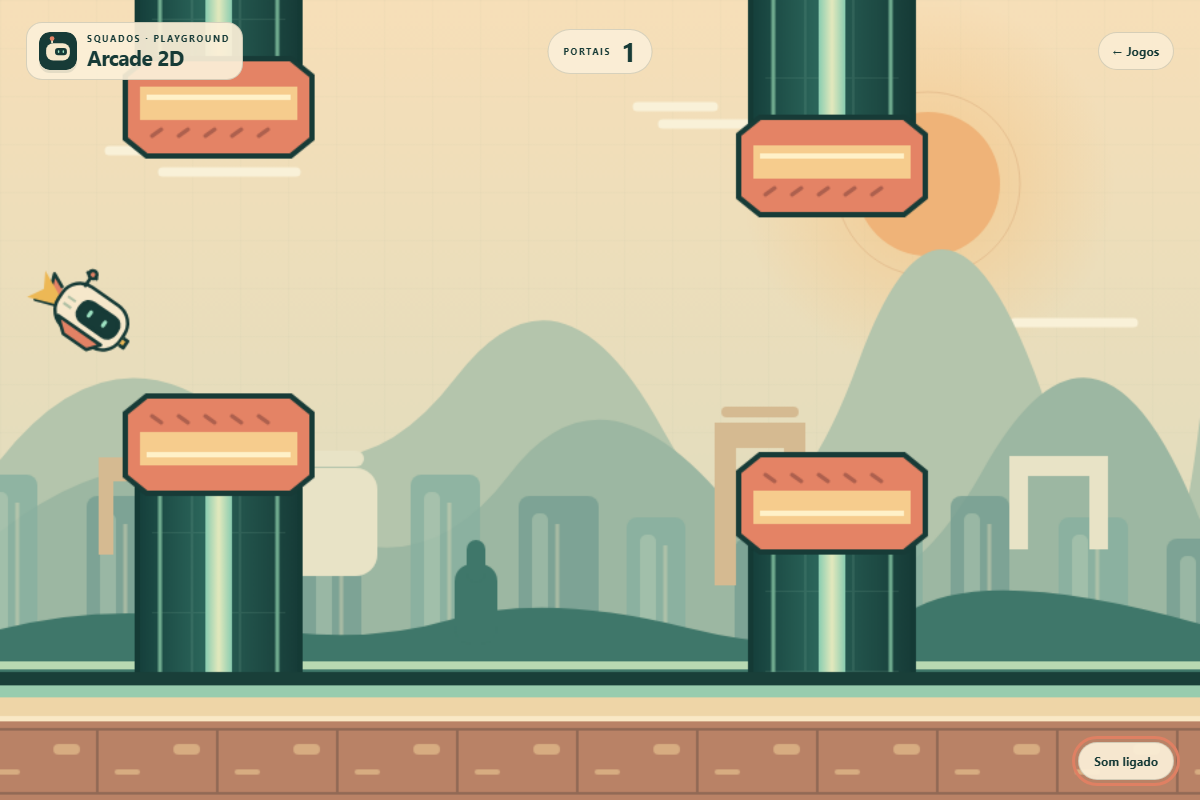 SQUADOS · PLAYGROUND
Arcade 2D
PORTAIS 1
← Jogos
Som ligado